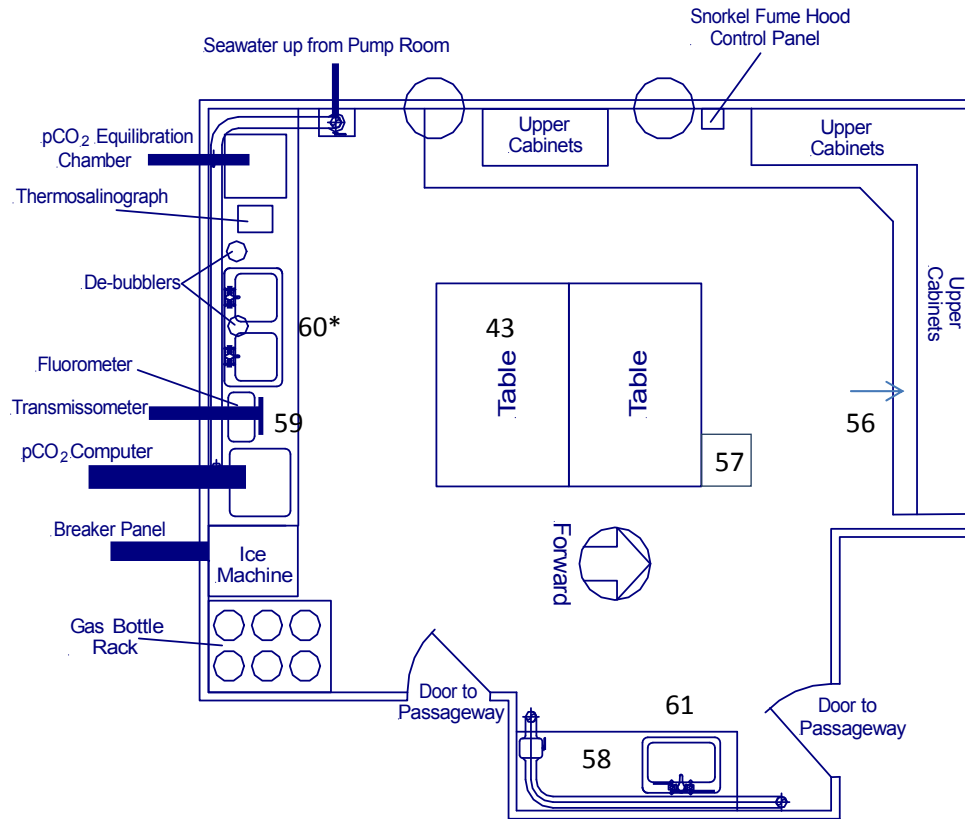 Seawater up from Pump Room
Snorkel Fume Hood
Control Panel
pCO₂ Equilibration
Chamber
Upper
Cabinets
Upper
Cabinets
Thermosalinograph
De-bubblers
Upper
Cabinets
60*
43
Table
Table
Fluorometer
Transmissometer
59
56
pCO₂ Computer
57
Breaker Panel
Ice
Machine
Forward
Gas Bottle
Rack
Door to
Passageway
61
Door to
Passageway
58